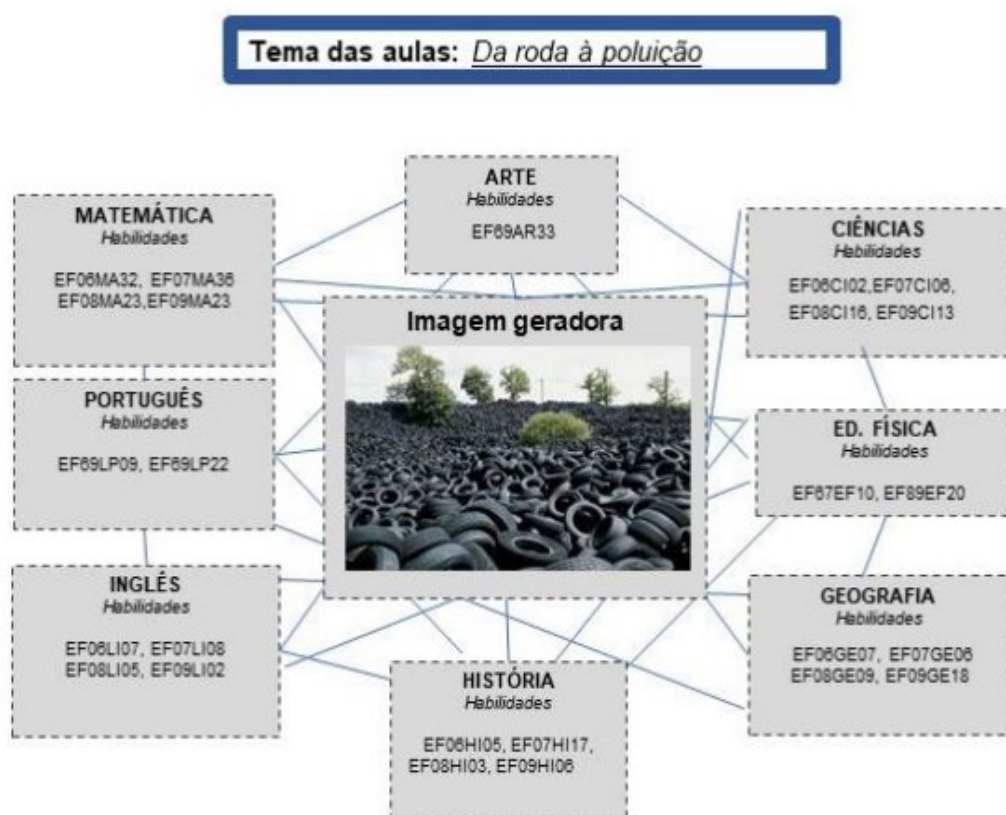 Tema das aulas: Da roda à poluição
ARTE
Habilidades
EF69AR33
MATEMÁTICA
Habilidades
EF06MA32, EF07MA36
EF08MA23,EF09MA23
CIÊNCIAS
Habilidades
EF06CI02,EF07CI06,
EF08CI16, EF09CI13
Imagem geradora
PORTUGUÊS
Habilidades
EF69LP09, EF69LP22
ED. FÍSICA
Habilidades
EF67EF10, EF89EF20
INGLÊS
Habilidades
EF06LI07, EF07LI08
EF08LI05, EF09LI02
GEOGRAFIA
Habilidades
EF06GE07, EF07GE06
EF08GE09, EF09GE18
HISTÓRIA
Habilidades
EF06HI05, EF07HI17,
EF08HI03, EF09HI06